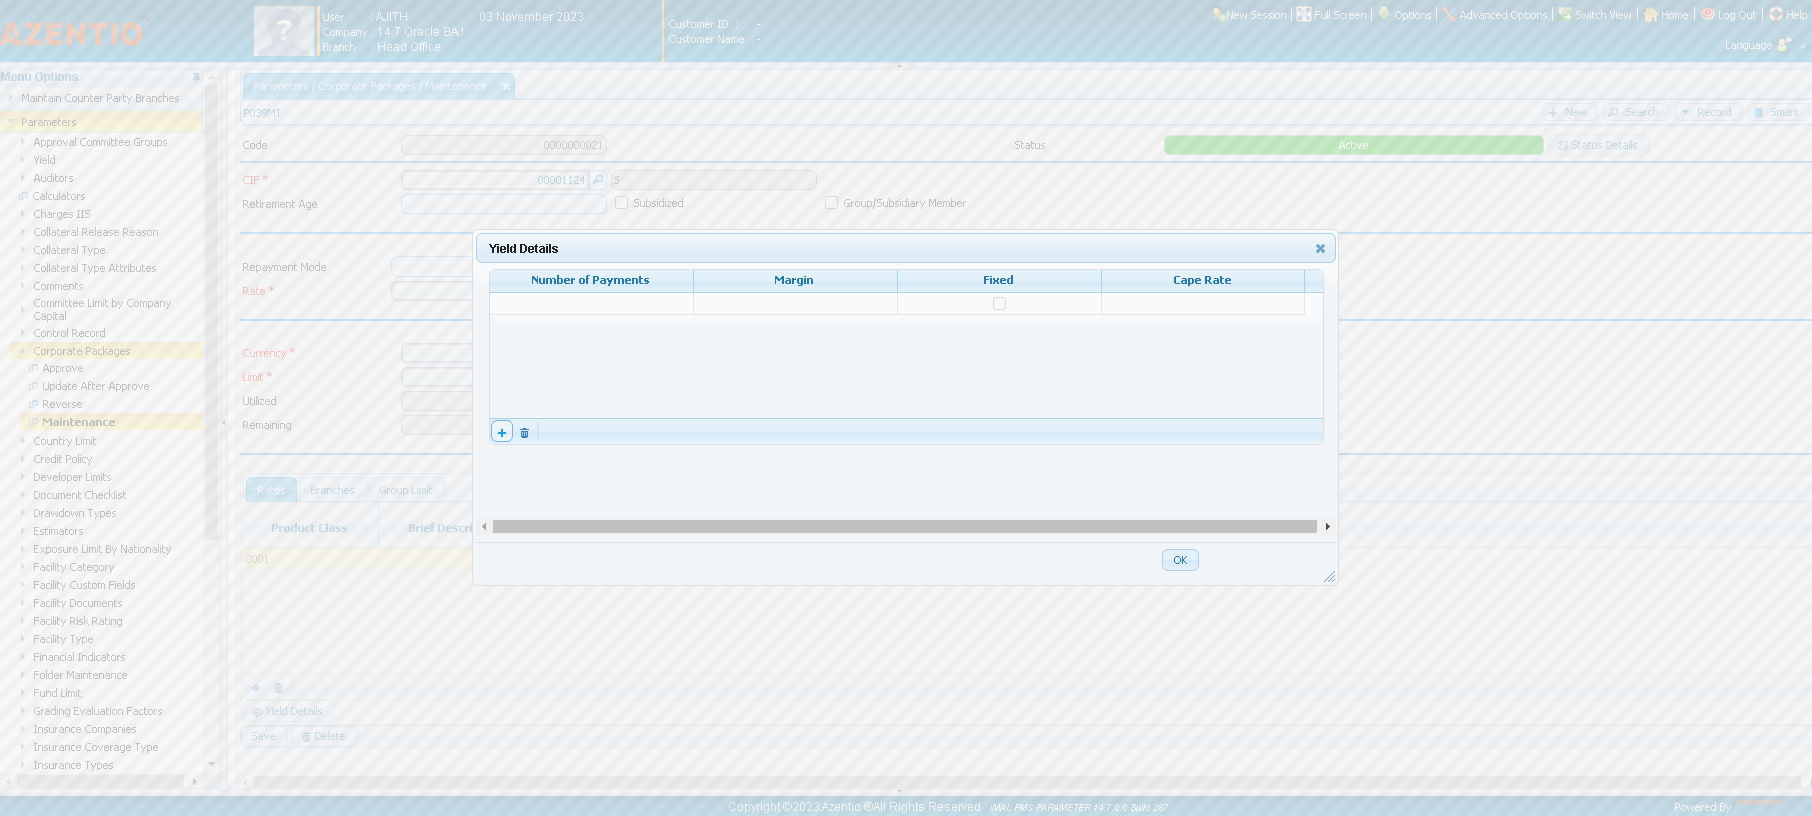 AZENTIO
User : AJITH 03 November 2023
Company : 14.7 Oracle BAJ
Branch : Head Office
Customer ID : -
Customer Name : -
New Session Full Screen Options Advanced Options Switch View Home Log Out Help
Language
Menu Options
Maintain Counter Party Branches
Parameters
Approval Committee Groups
Yield
Auditors
Calculators
Charges IIS
Collateral Release Reason
Collateral Type
Collateral Type Attributes
Comments
Committee Limit by Company
Capital
Control Record
Corporate Packages
Approve
Update After Approve
Reverse
Maintenance
Country Limit
Credit Policy
Developer Limits
Document Checklist
Drawdown Types
Estimators
Exposure Limit By Nationality
Facility Category
Facility Custom Fields
Facility Documents
Facility Risk Rating
Facility Type
Financial Indicators
Folder Maintenance
Fund Limit
Grading Evaluation Factors
Insurance Companies
Insurance Coverage Type
Insurance Types
Parameters / Corporate Packages / Maintenance
P039MT
New Search Record Smart
Code 0000000021 Status Active Status Details
CIF * 00001124 5
Retirement Age Subsidized Group/Subsidiary Member
Repayment Mode
Rate *
Currency *
Limit *
Utilized
Remaining
Rates Branches Group Limit
Product Class Brief Descri
0001
Yield Details
Save Delete
Yield Details
Number of Payments Margin Fixed Cape Rate
OK
Copyright ©2023 Azentio ®All Rights Reserved IMAL RMS PARAMETER 14.7.0.0 Build 287
Powered By AZENTIO